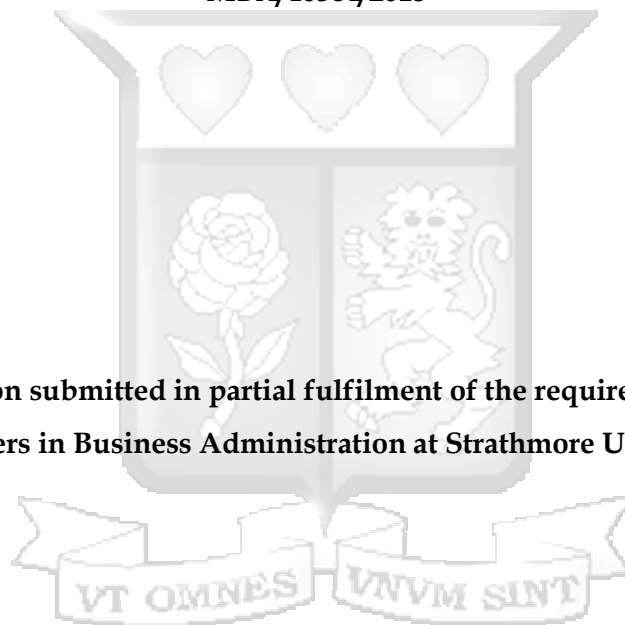 on submitted in partial fulfilment of the require
ers in Business Administration at Strathmore U
VT OMNES VNVM SINT